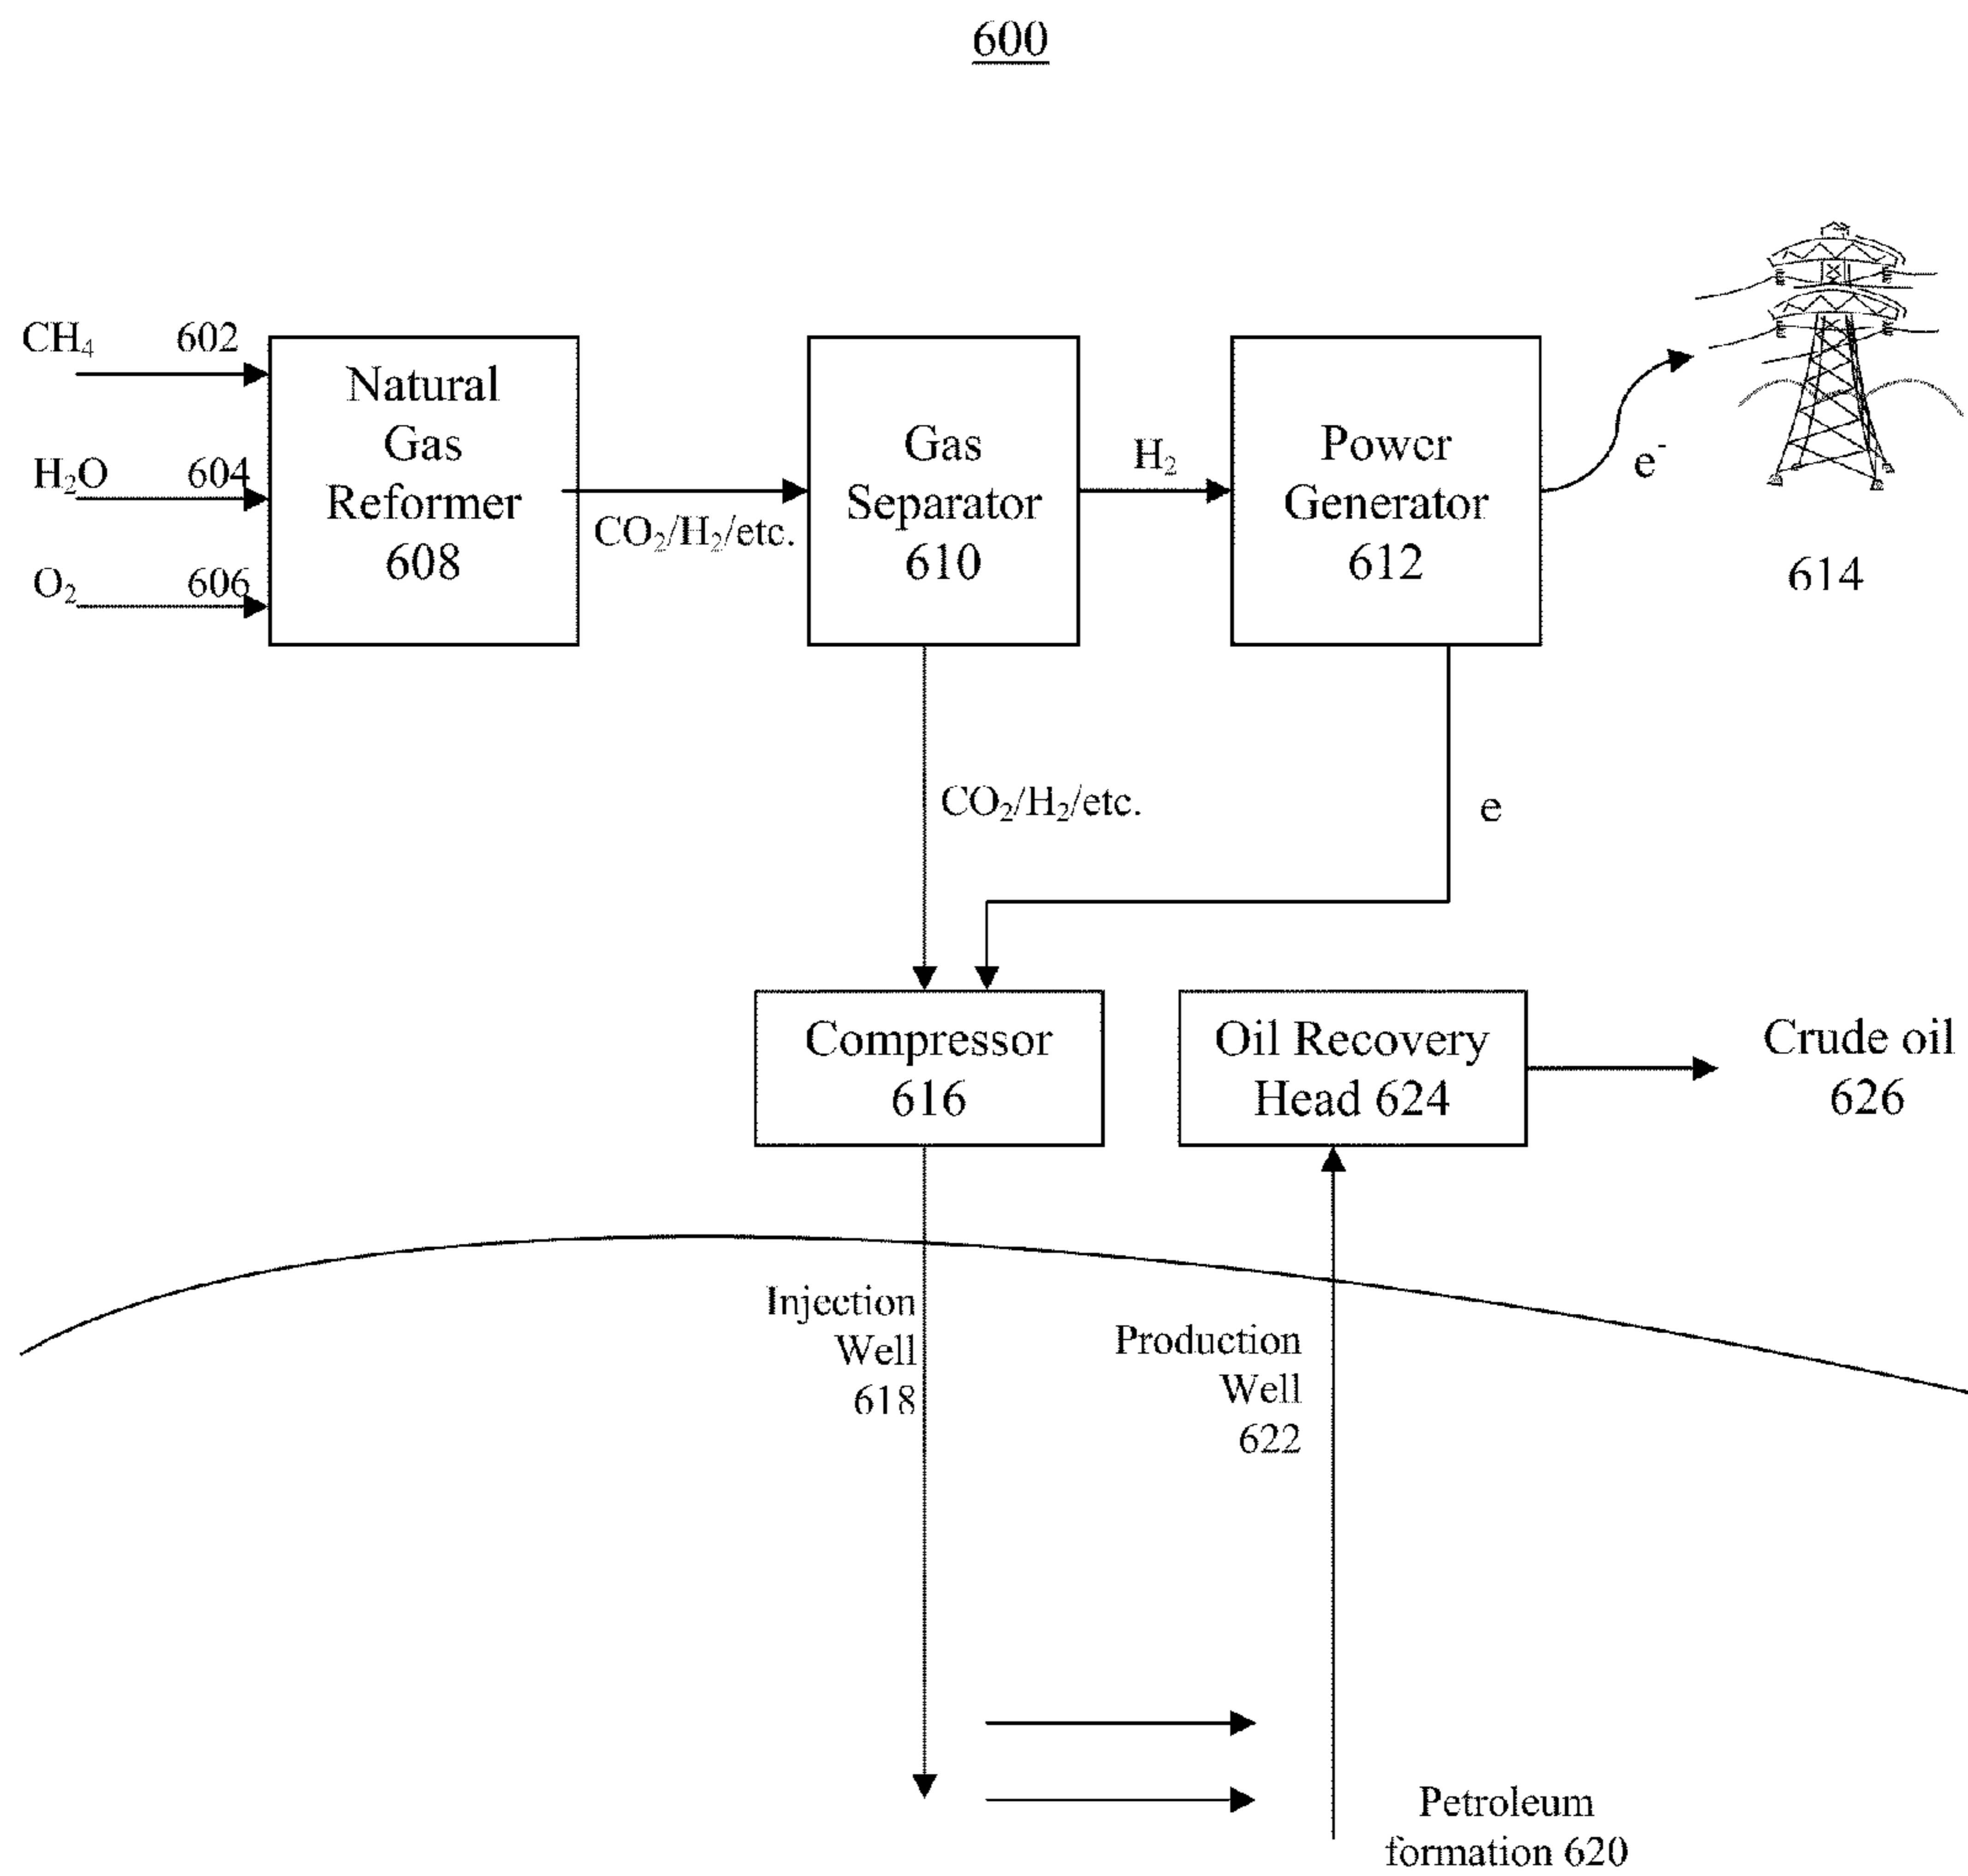 600
CH₄ 602
H₂O 604
O₂ 606
Natural
Gas
Reformer
608
CO₂/H₂/etc.
Gas
Separator
610
H₂
Power
Generator
612
e⁻
614
CO₂/H₂/etc.
e
Compressor
616
Oil Recovery
Head 624
Crude oil
626
Injection
Well
618
Production
Well
622
Petroleum
formation 620